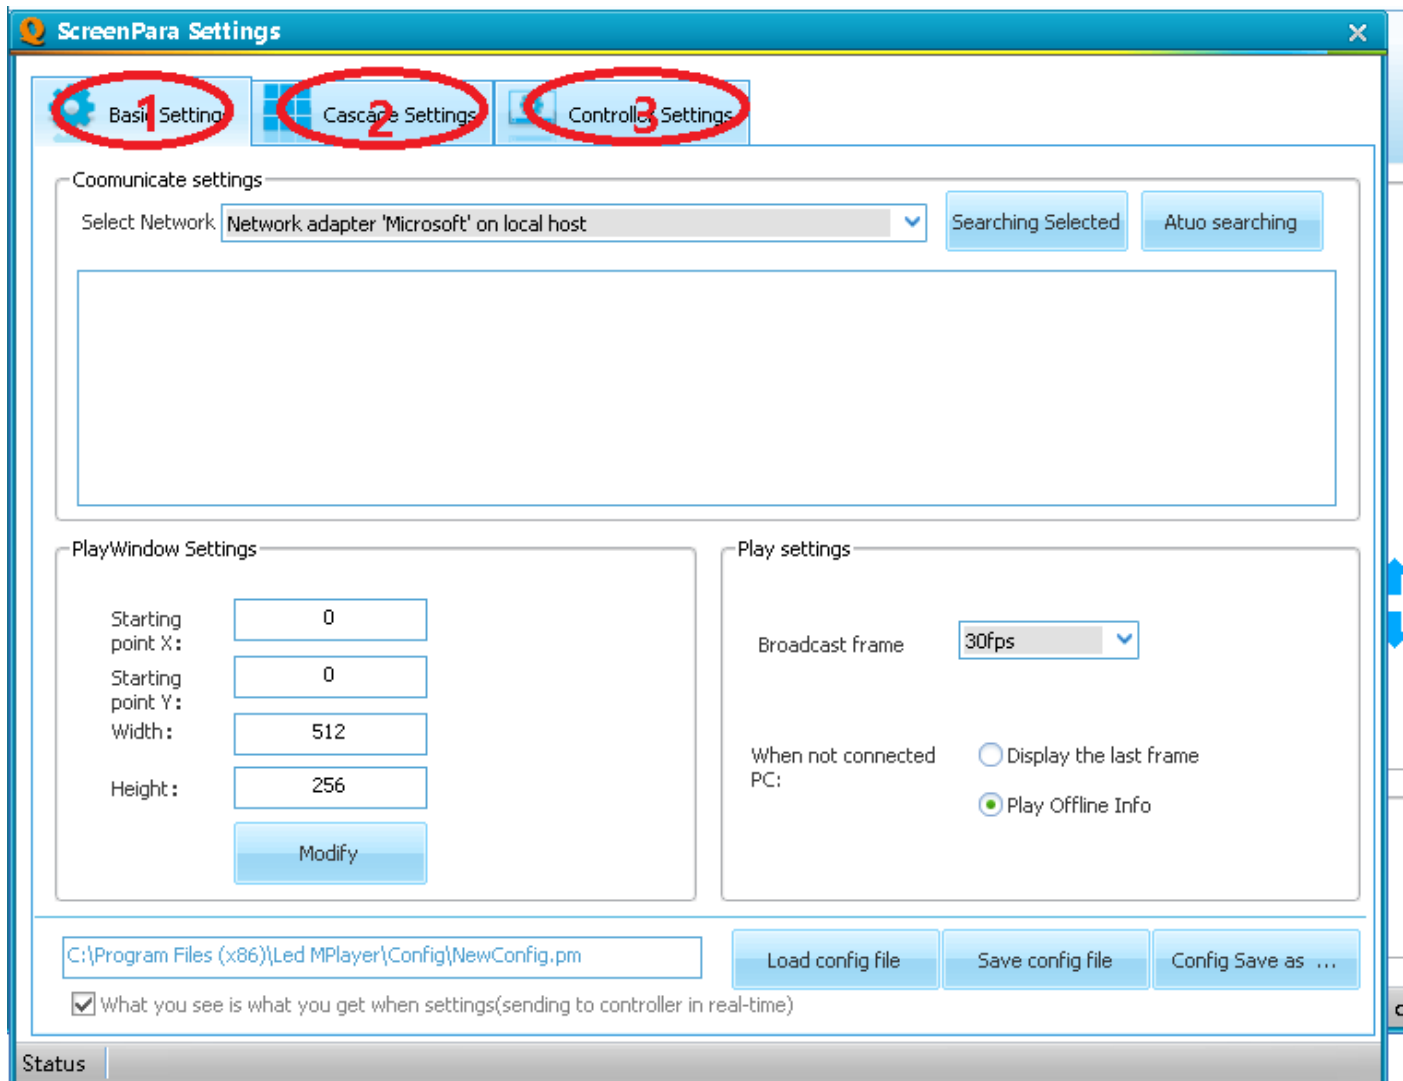 ScreenPara Settings
Basic Settings 1
Cascade Settings 2
Controller Settings 3
Coomunicate settings
Select Network Network adapter 'Microsoft' on local host Searching Selected Atuo searching
PlayWindow Settings
Starting
point X: 0
Starting
point Y: 0
Width: 512
Height: 256
Modify
Play settings
Broadcast frame 30fps
When not connected
PC:
Display the last frame
Play Offline Info
C:\Program Files (x86)\Led MPlayer\Config\NewConfig.pm Load config file Save config file Config Save as ...
What you see is what you get when settings(sending to controller in real-time)
Status